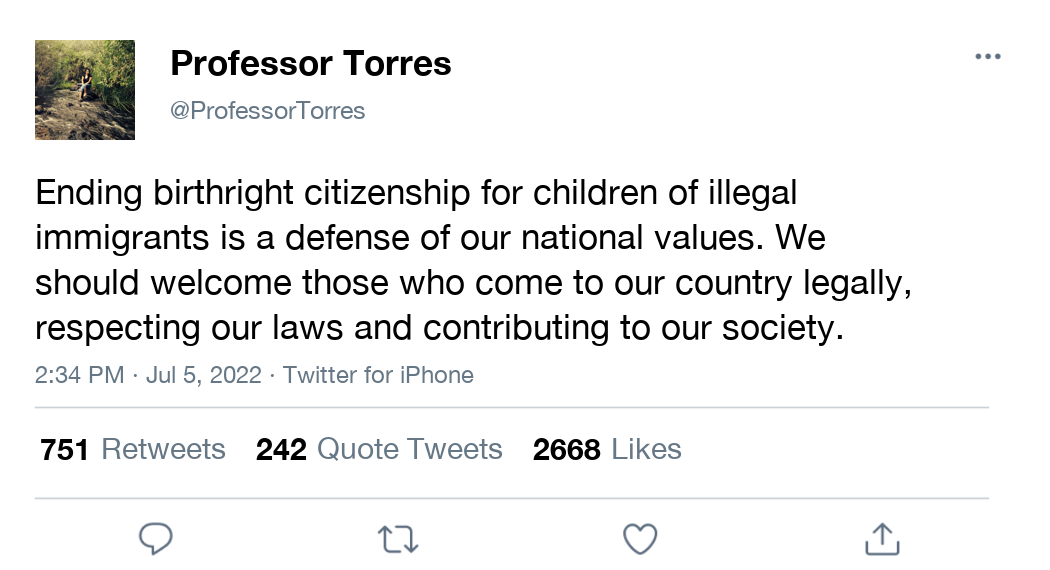 Professor Torres
@ProfessorTorres
Ending birthright citizenship for children of illegal
immigrants is a defense of our national values. We
should welcome those who come to our country legally,
respecting our laws and contributing to our society.
2:34 PM · Jul 5, 2022 · Twitter for iPhone
751 Retweets 242 Quote Tweets 2668 Likes